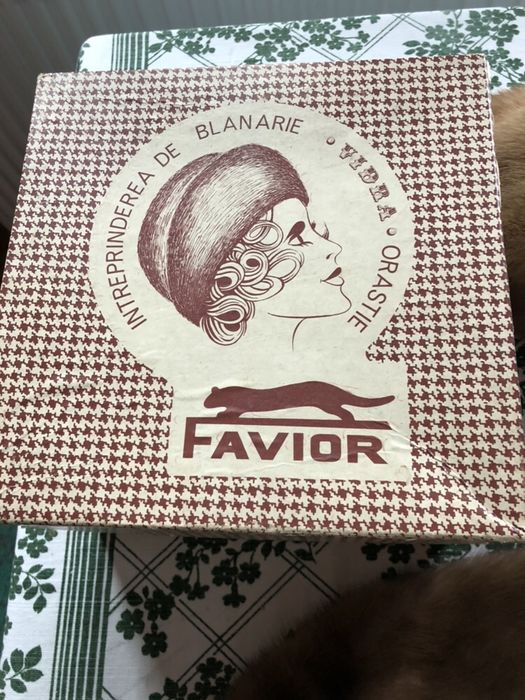 INTREPRINDEREA DE BLANARIE • VIDRA • ORASTIE
FAVIOR